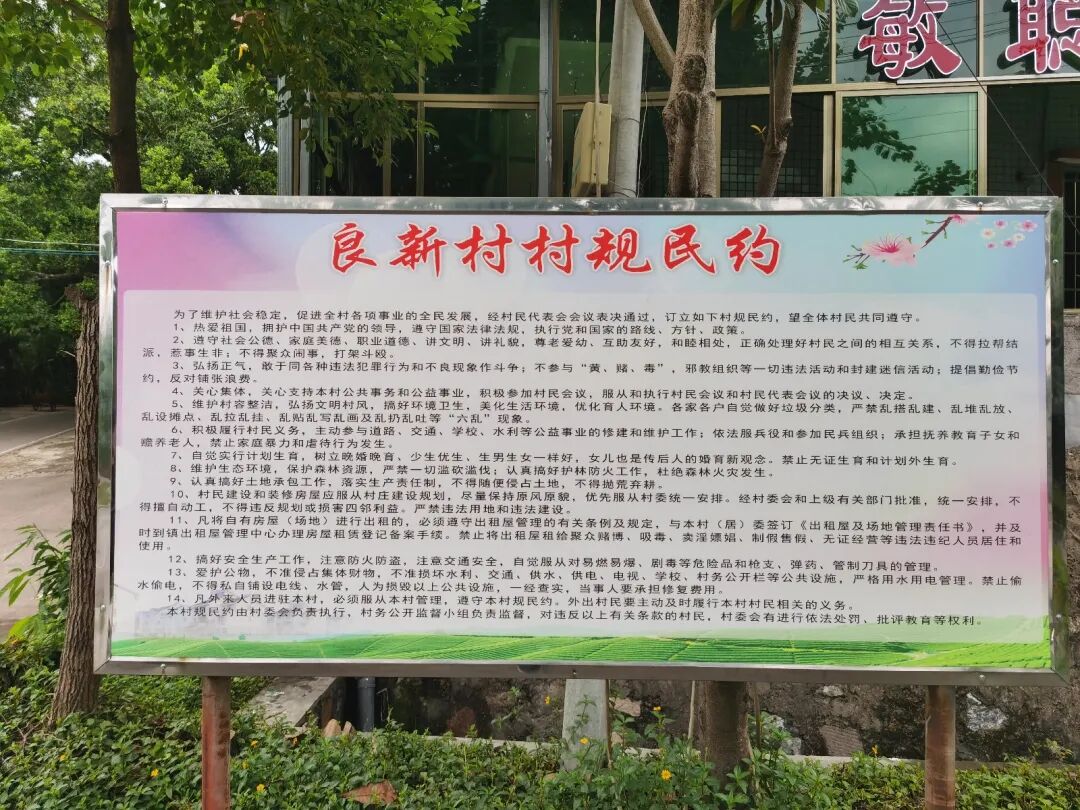 敏聪
良新村村规民约
为了维护社会稳定，促进全村各项事业的全民发展，经村民代表会会议表决通过，订立如下村规民约，望全体村民共同遵守。
1、热爱祖国，拥护中国共产党的领导，遵守国家法律法规，执行党和国家的路线、方针、政策。
2、遵守社会公德、家庭美德、职业道德、讲文明、讲礼貌，尊老爱幼、互助友好，和睦相处，正确处理好村民之间的相互关系，不得拉帮结
派，惹事生非；不得聚众闹事，打架斗殴。
3、弘扬正气，敢于同各种违法犯罪行为和不良现象作斗争；不参与“黄、赌、毒”，邪教组织等一切违法活动和封建迷信活动；提倡勤俭节
约，反对铺张浪费。
4、关心集体，关心支持本村公共事务和公益事业，积极参加村民会议，服从和执行村民会议和村民代表会议的决议、决定。
5、维护村容整洁，弘扬文明村风，搞好环境卫生，美化生活环境，优化育人环境。各家各户自觉做好垃圾分类，严禁乱搭乱建、乱堆乱放、
乱设摊点、乱拉乱挂、乱贴乱写乱画及乱扔乱吐等“六乱”现象。
6、积极履行村民义务，主动参与道路、交通、学校、水利等公益事业的修建和维护工作；依法服兵役和参加民兵组织；承担抚养教育子女和
赡养老人，禁止家庭暴力和虐待行为发生。
7、自觉实行计划生育，树立晚婚晚育、少生优生、生男生女一样好，女儿也是传后人的婚育新观念。禁止无证生育和计划外生育。
8、维护生态环境，保护森林资源，严禁一切滥砍滥伐；认真搞好护林防火工作，杜绝森林火灾发生。
9、认真搞好土地承包工作，落实生产责任制，不得随便侵占土地，不得抛荒弃耕。
10、村民建设和装修房屋应服从村庄建设规划，尽量保持原风原貌，优先服从村委统一安排。经村委会和上级有关部门批准，统一安排，不
得擅自动工，不得违反规划或损害四邻利益。严禁违法用地和违法建设。
11、凡将自有房屋（场地）进行出租的，必须遵守出租屋管理的有关条例及规定，与本村（居）委签订《出租屋及场地管理责任书》，并及
时到镇出租屋管理中心办理房屋租赁登记备案手续。禁止将出租屋租给聚众赌博、吸毒、卖淫嫖娼、制假售假、无证经营等违法违纪人员居住和
使用。
12、搞好安全生产工作，注意防火防盗，注意交通安全，自觉服从对易燃易爆、剧毒等危险品和枪支、弹药、管制刀具的管理。
13、爱护公物，不准侵占集体财物，不准损坏水利、交通、供水、供电、电视、学校、村务公开栏等公共设施，严格用水用电管理。禁止偷
水偷电，不得私自铺设电线、水管，人为损毁以上公共设施，一经查实，当事人要承担修复费用。
14、凡外来人员进驻本村，必须服从本村管理，遵守本村规民约。外出村民要主动及时履行本村村民相关的义务。
本村规民约由村委会负责执行，村务公开监督小组负责监督，对违反以上有关条款的村民，村委会有进行依法处罚、批评教育等权利。